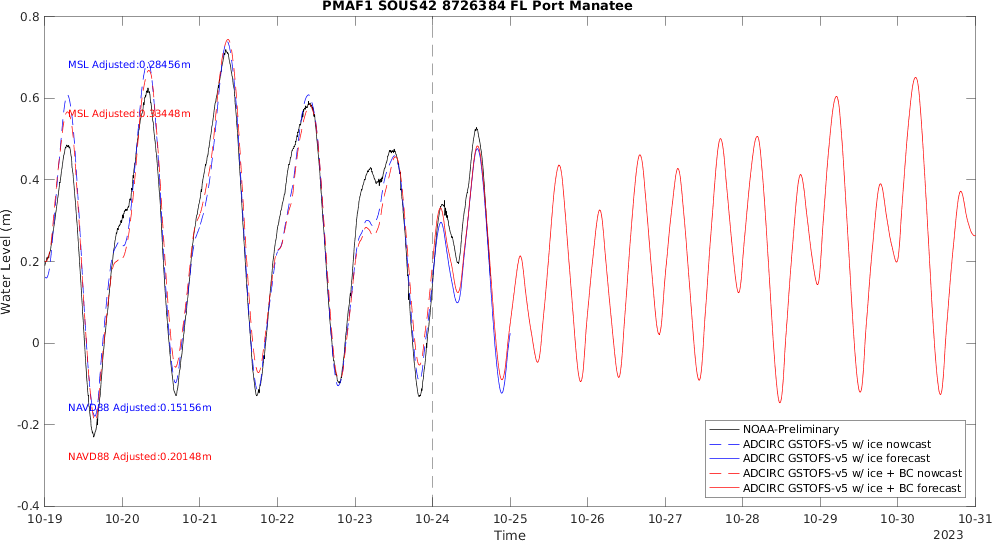 PMAF1 SOUS42 8726384 FL Port Manatee
0.8
0.6
0.4
0.2
0
-0.2
-0.4
Water Level (m)
MSL Adjusted:0.28456m
MSL Adjusted:0.33448m
NAVD88 Adjusted:0.15156m
NAVD88 Adjusted:0.20148m
NOAA-Preliminary
ADCIRC GSTOFS-v5 w/ ice nowcast
ADCIRC GSTOFS-v5 w/ ice forecast
ADCIRC GSTOFS-v5 w/ ice + BC nowcast
ADCIRC GSTOFS-v5 w/ ice + BC forecast
10-19 10-20 10-21 10-22 10-23 10-24 10-25 10-26 10-27 10-28 10-29 10-30 10-31
Time
2023